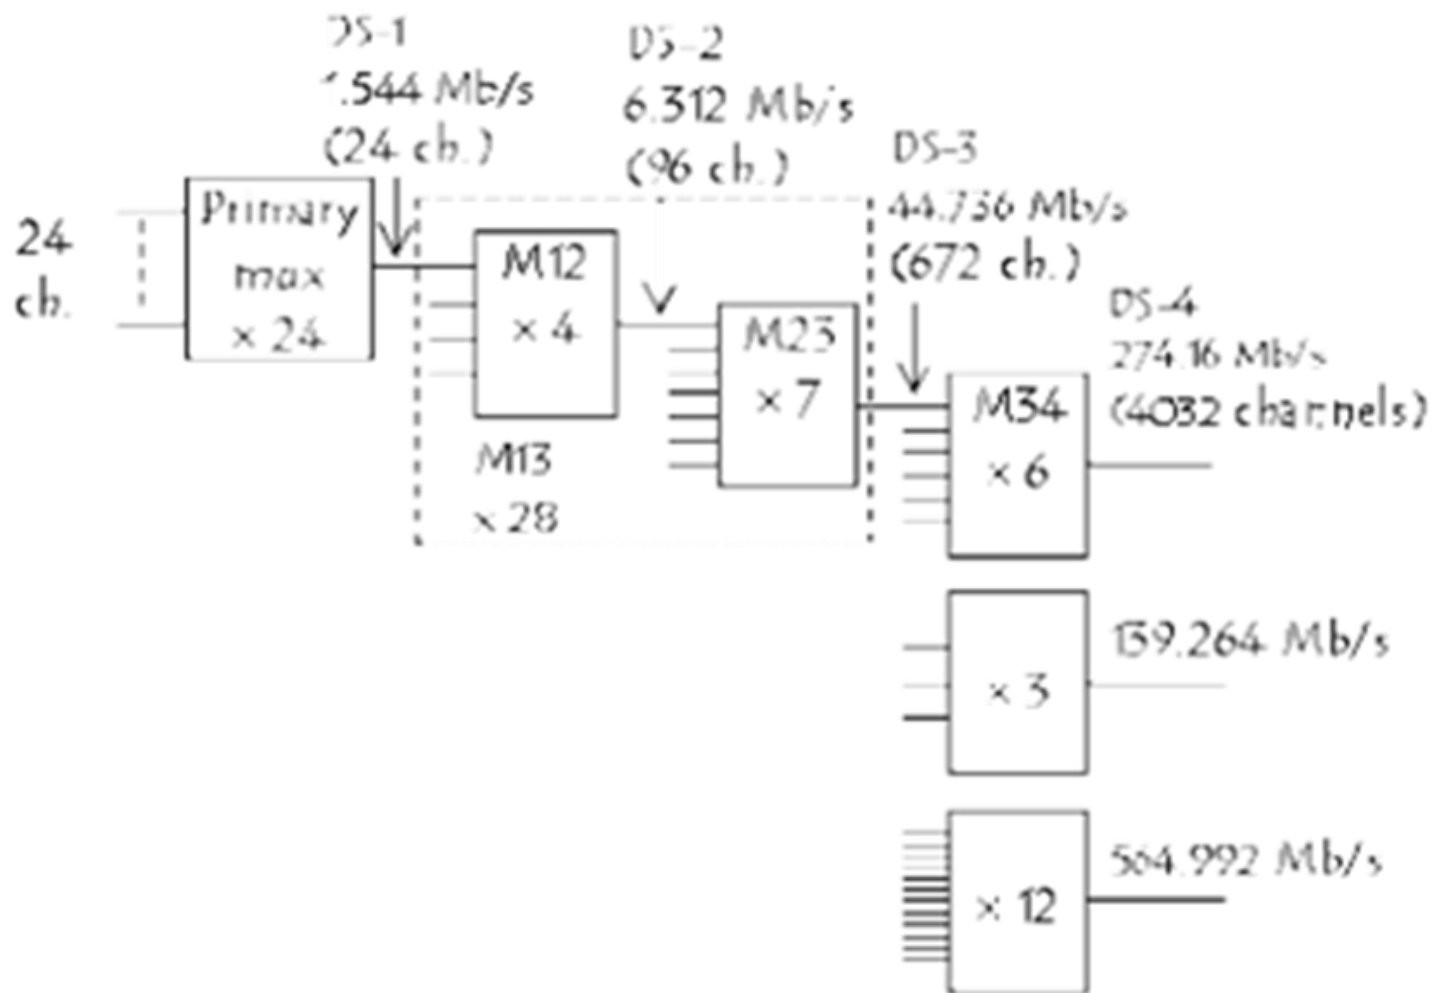 DS-1
1.544 Mb/s
(24 ch.)
DS-2
6.312 Mb/s
(96 ch.)
DS-3
44.736 Mb/s
(672 ch.)
DS-4
274.16 Mb/s
(4032 channels)
24
ch.
Primary
max
× 24
M12
× 4
M13
× 28
M23
× 7
M34
× 6
× 3
139.264 Mb/s
× 12
564.992 Mb/s